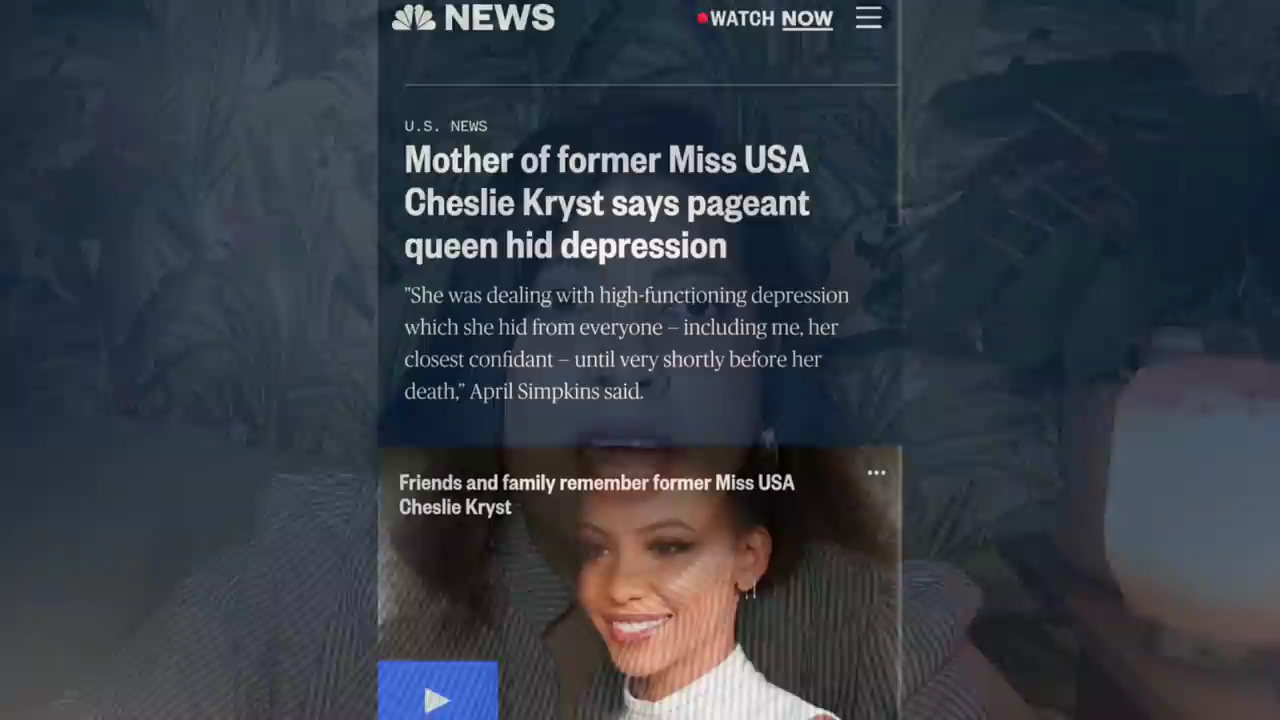 NEWS
WATCH NOW
U.S. NEWS
Mother of former Miss USA
Cheslie Kryst says pageant
queen hid depression
"She was dealing with high-functioning depression
which she hid from everyone – including me, her
closest confidant – until very shortly before her
death,” April Simpkins said.
Friends and family remember former Miss USA
Cheslie Kryst